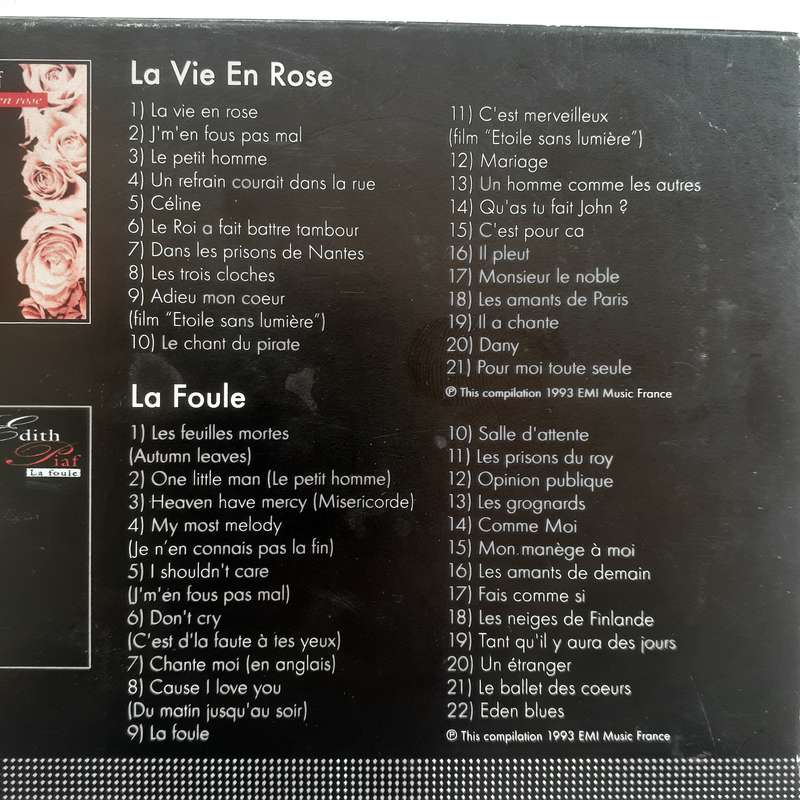 en rose
La Vie En Rose
1) La vie en rose
2) J'm'en fous pas mal
3) Le petit homme
4) Un refrain courait dans la rue
5) Céline
6) Le Roi a fait battre tambour
7) Dans les prisons de Nantes
8) Les trois cloches
9) Adieu mon coeur
(film "Etoile sans lumière")
10) Le chant du pirate
11) C'est merveilleux
(film "Etoile sans lumière")
12) Mariage
13) Un homme comme les autres
14) Qu'as tu fait John ?
15) C'est pour ca
16) Il pleut
17) Monsieur le noble
18) Les amants de Paris
19) Il a chante
20) Dany
21) Pour moi toute seule
℗ This compilation 1993 EMI Music France
Edith
Piaf
La foule
La Foule
1) Les feuilles mortes
(Autumn leaves)
2) One little man (Le petit homme)
3) Heaven have mercy (Misericorde)
4) My most melody
(Je n'en connais pas la fin)
5) I shouldn't care
(J'm'en fous pas mal)
6) Don't cry
(C'est d'la faute à tes yeux)
7) Chante moi (en anglais)
8) Cause I love you
(Du matin jusqu'au soir)
9) La foule
10) Salle d'attente
11) Les prisons du roy
12) Opinion publique
13) Les grognards
14) Comme Moi
15) Mon manège à moi
16) Les amants de demain
17) Fais comme si
18) Les neiges de Finlande
19) Tant qu'il y aura des jours
20) Un étranger
21) Le ballet des coeurs
22) Eden blues
℗ This compilation 1993 EMI Music France